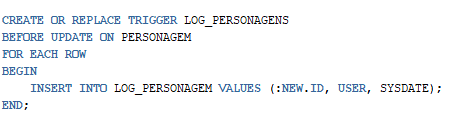 CREATE OR REPLACE TRIGGER LOG_PERSONAGENS
BEFORE UPDATE ON PERSONAGEM
FOR EACH ROW
BEGIN
INSERT INTO LOG_PERSONAGEM VALUES (:NEW.ID, USER, SYSDATE);
END;